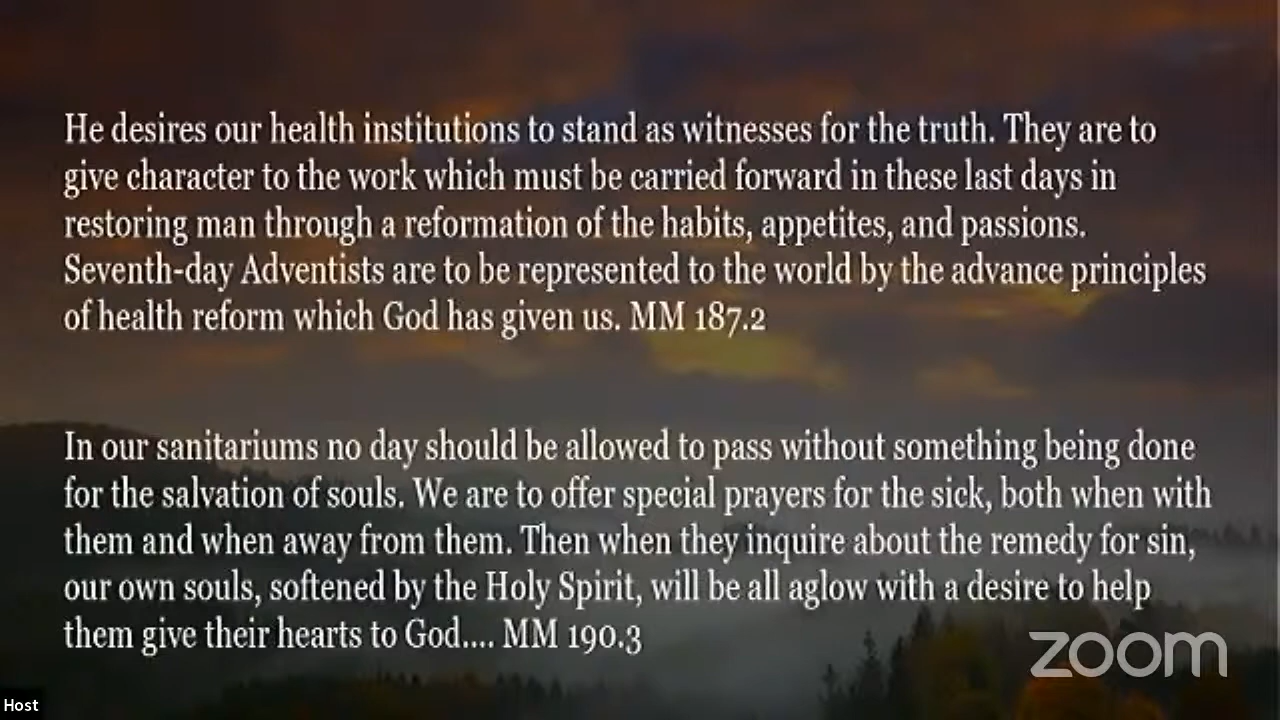 He desires our health institutions to stand as witnesses for the truth. They are to
give character to the work which must be carried forward in these last days in
restoring man through a reformation of the habits, appetites, and passions.
Seventh-day Adventists are to be represented to the world by the advance principles
of health reform which God has given us. MM 187.2
In our sanitariums no day should be allowed to pass without something being done
for the salvation of souls. We are to offer special prayers for the sick, both when with
them and when away from them. Then when they inquire about the remedy for sin,
our own souls, softened by the Holy Spirit, will be all aglow with a desire to help
them give their hearts to God.... MM 190.3
zoom
Host